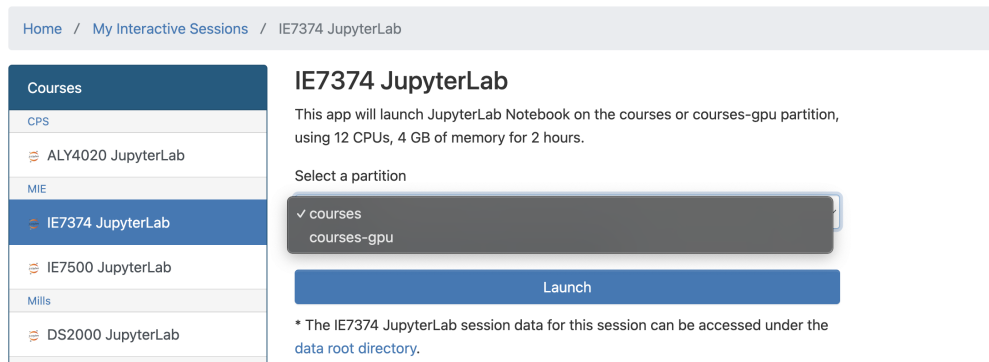 Home / My Interactive Sessions / IE7374 JupyterLab
Courses
CPS
ALY4020 JupyterLab
MIE
IE7374 JupyterLab
IE7500 JupyterLab
Mills
DS2000 JupyterLab
IE7374 JupyterLab
This app will launch JupyterLab Notebook on the courses or courses-gpu partition,
using 12 CPUs, 4 GB of memory for 2 hours.
Select a partition
✓ courses
courses-gpu
Launch
* The IE7374 JupyterLab session data for this session can be accessed under the
data root directory.